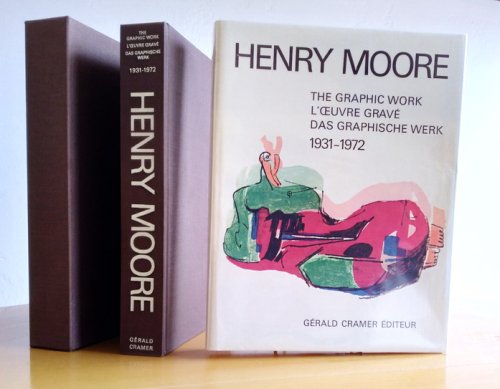 THE GRAPHIC WORK
L'ŒUVRE GRAVÉ
DAS GRAPHISCHE WERK
1931-1972
HENRY MOORE
GÉRALD
CRAMER
HENRY MOORE
THE GRAPHIC WORK
L'ŒUVRE GRAVÉ
DAS GRAPHISCHE WERK
1931-1972
GÉRALD CRAMER ÉDITEUR